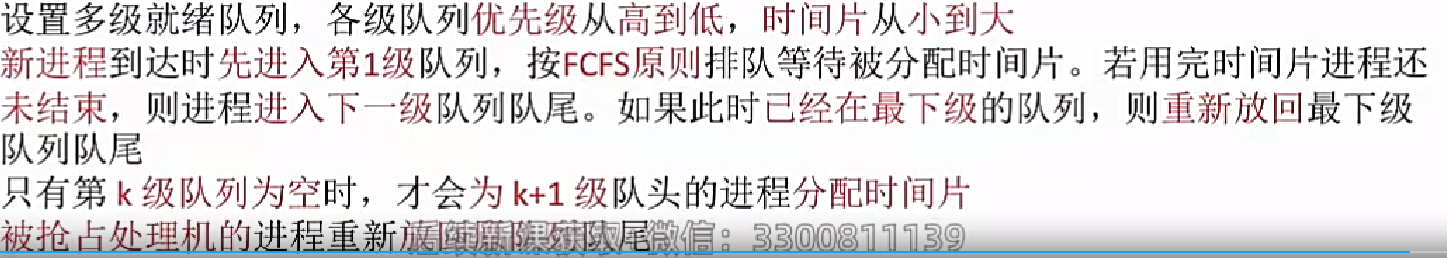 设置多级就绪队列，各级队列优先级从高到低，时间片从小到大
新进程到达时先进入第1级队列，按FCFS原则排队等待被分配时间片。若用完时间片进程还
未结束，则进程进入下一级队列队尾。如果此时已经在最下级的队列，则重新放回最下级
队列队尾
只有第 k 级队列为空时，才会为 k+1 级队头的进程分配时间片
被抢占处理机的进程重新放回原队列队尾
微信：3300811139